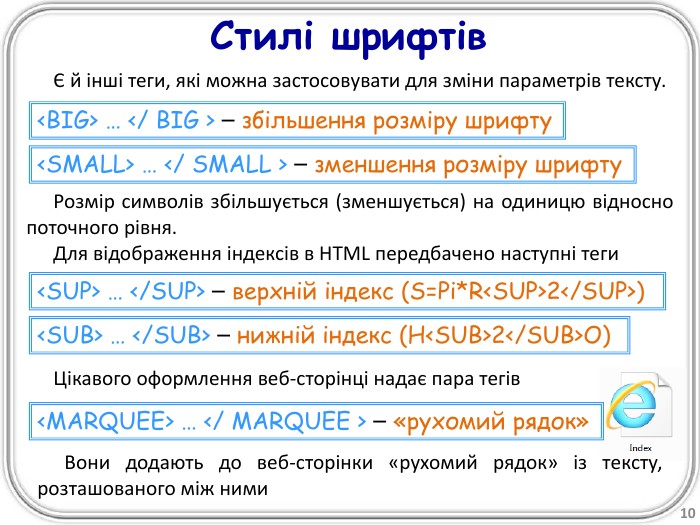 Стилі шрифтів
Є й інші теги, які можна застосовувати для зміни параметрів тексту.
<BIG> … </ BIG > – збільшення розміру шрифту
<SMALL> … </ SMALL > – зменшення розміру шрифту
Розмір символів збільшується (зменшується) на одиницю відносно
поточного рівня.
Для відображення індексів в HTML передбачено наступні теги
<SUP> … </SUP> – верхній індекс (S=Pi*R<SUP>2</SUP>)
<SUB> … </SUB> – нижній індекс (H<SUB>2</SUB>O)
Цікавого оформлення веб-сторінці надає пара тегів
<MARQUEE> … </ MARQUEE > – «рухомий рядок»
Index
Вони додають до веб-сторінки «рухомий рядок» із тексту,
розташованого між ними
10